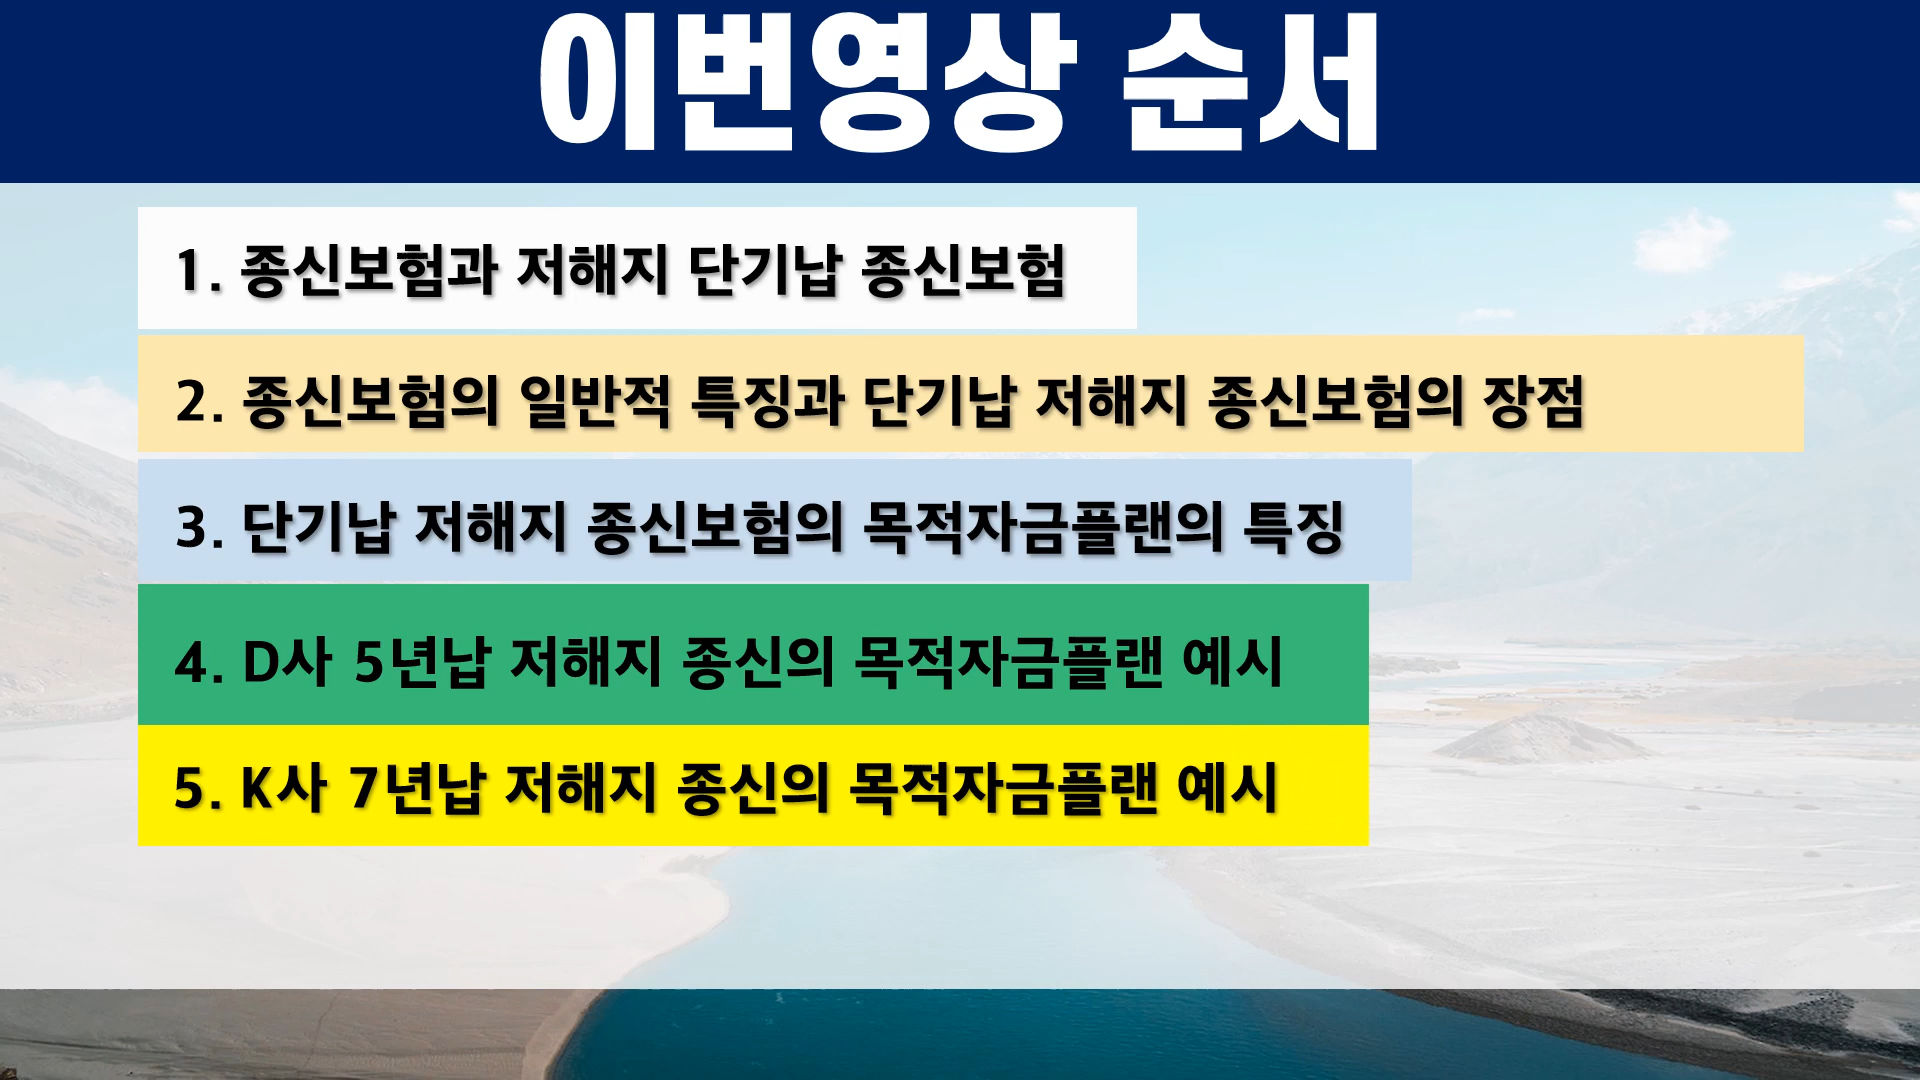 이번영상 순서
1. 종신보험과 저해지 단기납 종신보험
2. 종신보험의 일반적 특징과 단기납 저해지 종신보험의 장점
3. 단기납 저해지 종신보험의 목적자금플랜의 특징
4. D사 5년납 저해지 종신의 목적자금플랜 예시
5. K사 7년납 저해지 종신의 목적자금플랜 예시